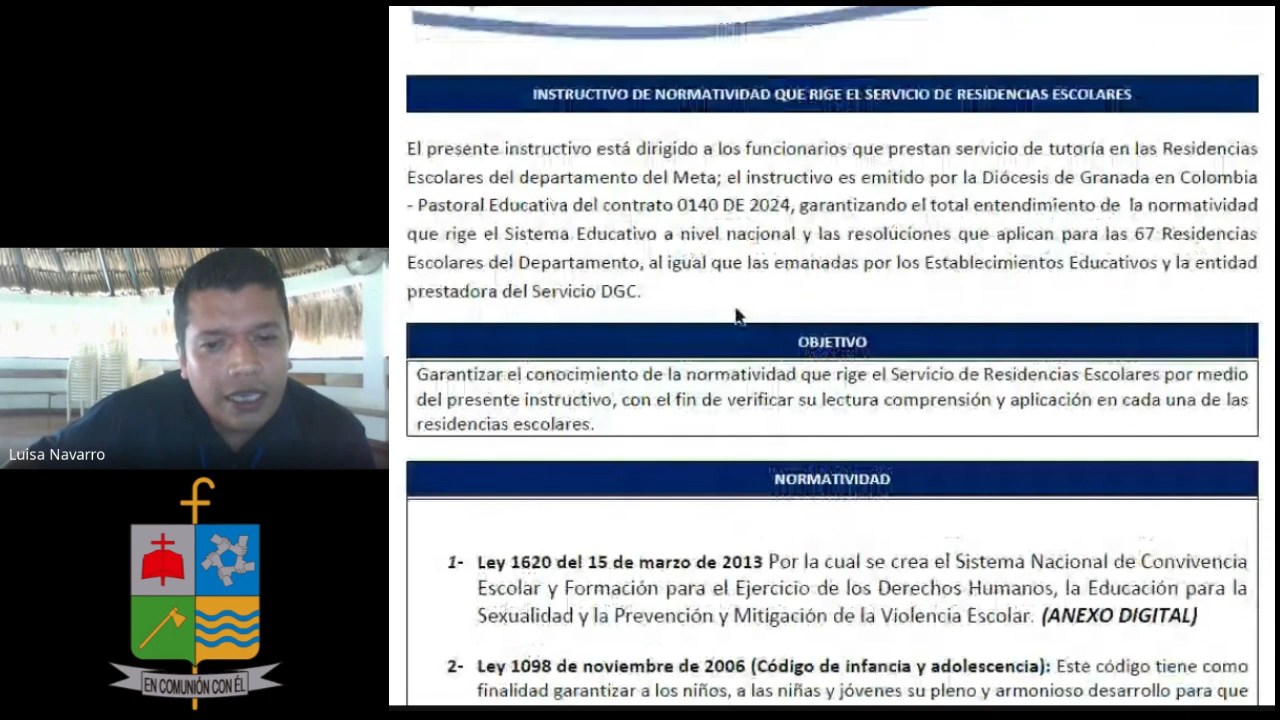 INSTRUCTIVO DE NORMATIVIDAD QUE RIGE EL SERVICIO DE RESIDENCIAS ESCOLARES
El presente instructivo está dirigido a los funcionarios que prestan servicio de tutoría en las Residencias
Escolares del departamento del Meta; el instructivo es emitido por la Diócesis de Granada en Colombia
- Pastoral Educativa del contrato 0140 DE 2024, garantizando el total entendimiento de la normatividad
que rige el Sistema Educativo a nivel nacional y las resoluciones que aplican para las 67 Residencias
Escolares del Departamento, al igual que las emanadas por los Establecimientos Educativos y la entidad
prestadora del Servicio DGC.
OBJETIVO
Garantizar el conocimiento de la normatividad que rige el Servicio de Residencias Escolares por medio
del presente instructivo, con el fin de verificar su lectura comprensión y aplicación en cada una de las
residencias escolares.
NORMATIVIDAD
1- Ley 1620 del 15 de marzo de 2013 Por la cual se crea el Sistema Nacional de Convivencia
Escolar y Formación para el Ejercicio de los Derechos Humanos, la Educación para la
Sexualidad y la Prevención y Mitigación de la Violencia Escolar. (ANEXO DIGITAL)
2- Ley 1098 de noviembre de 2006 (Código de infancia y adolescencia): Este código tiene como
finalidad garantizar a los niños, a las niñas y jóvenes su pleno y armonioso desarrollo para que
Luisa Navarro
EN COMUNIÓN CON ÉL